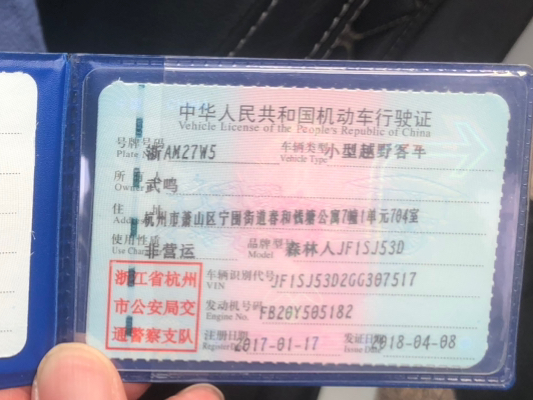 中华人民共和国机动车行驶证
Vehicle License of the People's Republic of China
号牌号码 浙AM27W5 车辆类型 小型越野客车
Plate No. Vehicle Type
所有人 武鸣
Owner
住址 杭州市萧山区宁围街道春和钱塘公寓7幢1单元704室
Address
使用性质 非营运 品牌型号 森林人JF1SJ53D
Use Character Model
浙江省杭州 车辆识别代号 JF1SJ53D2GG307517
VIN
市公安局交 发动机号码 FB20Y505182
Engine No.
通警察支队 注册日期 2017-01-17 发证日期 2018-04-08
Register Date Issue Date